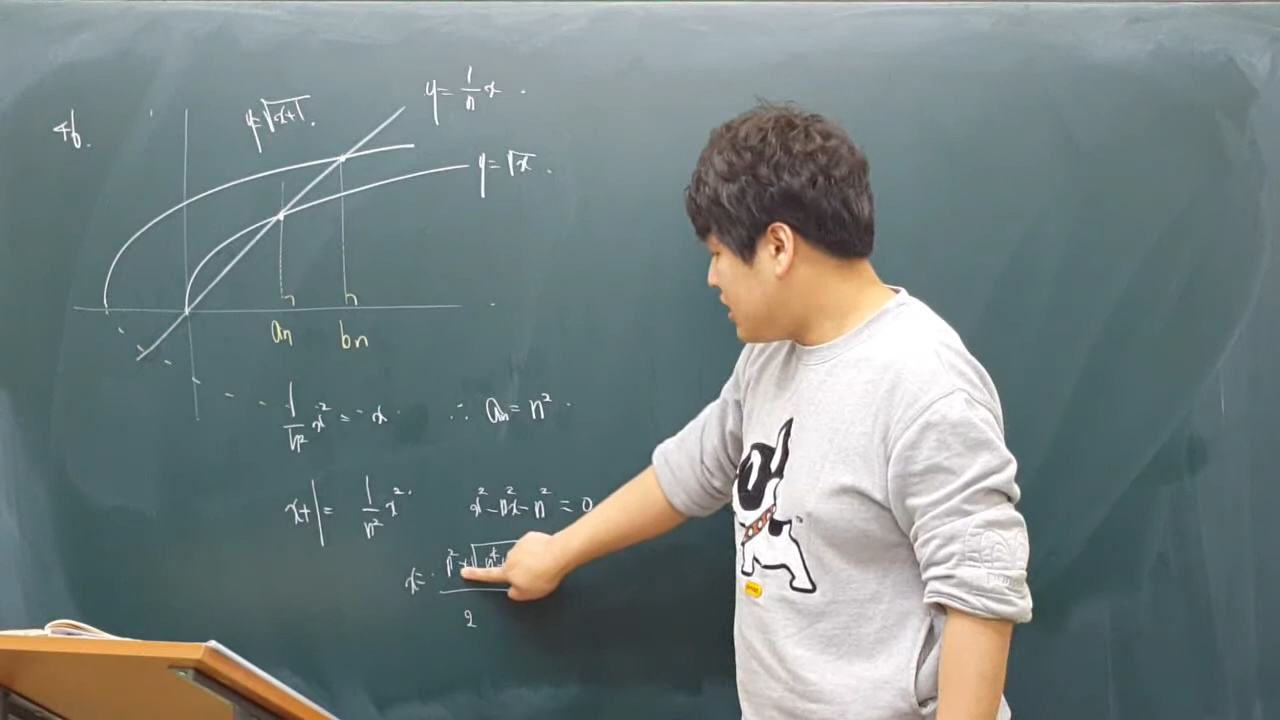 46.
y=√x+1.
y=1/n x.
y=√x.
an
bn
1/n² x² = x. ∴ an = n².
x+1 = 1/n² x². x²-n²x-n² = 0
x=
n²
√n⁴
2